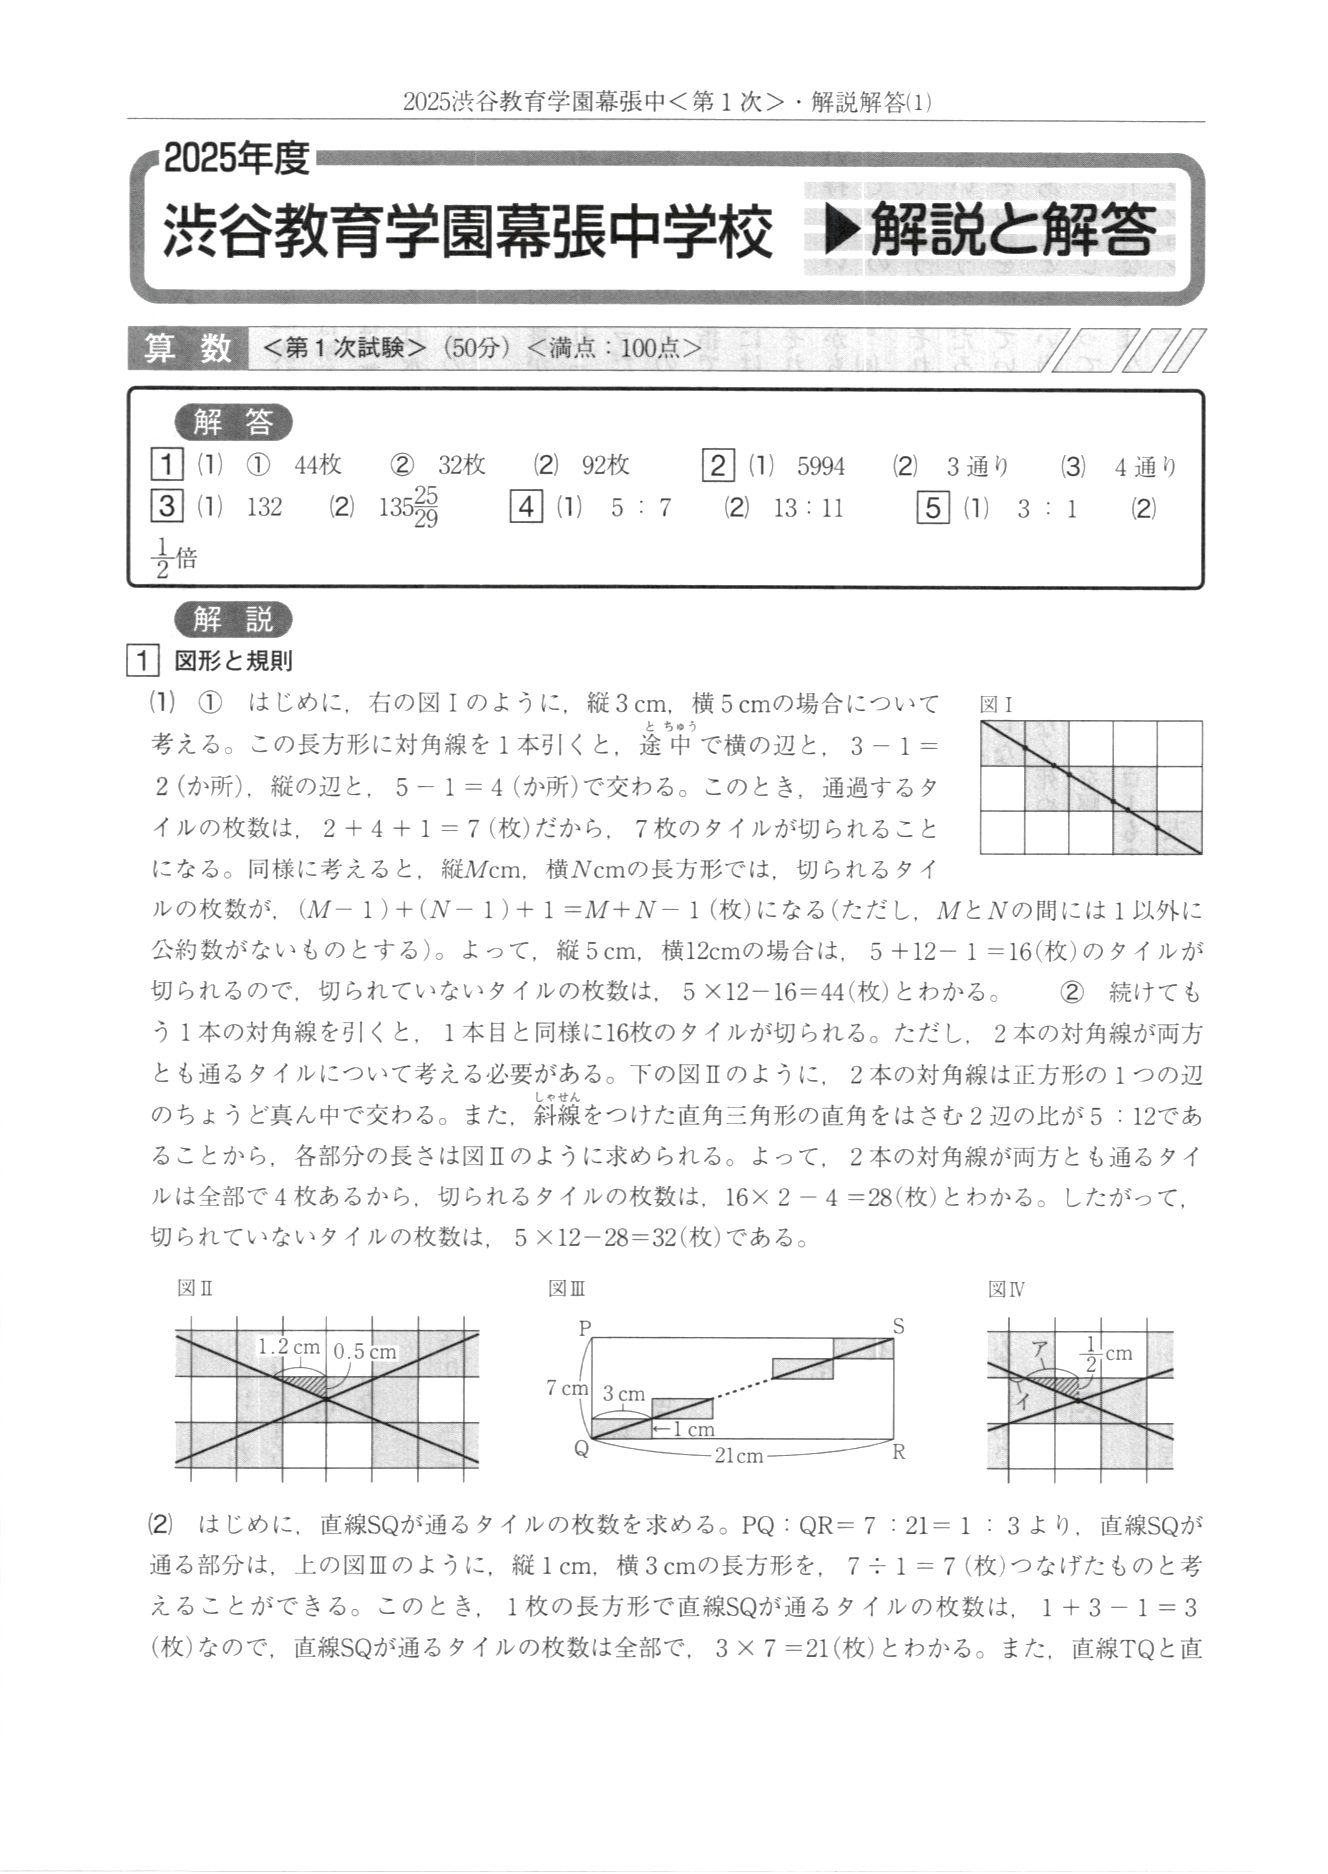 2025渋谷教育学園幕張中＜第１次＞・解説解答⑴
2025年度
渋谷教育学園幕張中学校 ▶解説と解答
算 数 ＜第１次試験＞（50分）＜満点：100点＞
解 答
1 ⑴ ① 44枚 ② 32枚 ⑵ 92枚 2 ⑴ 5994 ⑵ 3通り ⑶ 4通り
3 ⑴ 132 ⑵ 135 25/29 4 ⑴ 5：7 ⑵ 13：11 5 ⑴ 3：1 ⑵
1/2倍
解 説
1 図形と規則
⑴ ① はじめに，右の図Ⅰのように，縦3cm，横5cmの場合について
考える。この長方形に対角線を1本引くと，途中で横の辺と，3－1＝
と ちゅう
2(か所)，縦の辺と，5－1＝4(か所)で交わる。このとき，通過するタ
イルの枚数は，2＋4＋1＝7(枚)だから，7枚のタイルが切られること
になる。同様に考えると，縦Mcm，横Ncmの長方形では，切られるタイ
図Ⅰ
ルの枚数が，(M－1)＋(N－1)＋1＝M＋N－1(枚)になる(ただし，MとNの間には1以外に
公約数がないものとする)。よって，縦5cm，横12cmの場合は，5＋12－1＝16(枚)のタイルが
切られるので，切られていないタイルの枚数は，5×12－16＝44(枚)とわかる。 ② 続けても
う1本の対角線を引くと，1本目と同様に16枚のタイルが切られる。ただし，2本の対角線が両方
とも通るタイルについて考える必要がある。下の図Ⅱのように，2本の対角線は正方形の1つの辺
しゃせん
のちょうど真ん中で交わる。また，斜線をつけた直角三角形の直角をはさむ2辺の比が5：12であ
ることから，各部分の長さは図Ⅱのように求められる。よって，2本の対角線が両方とも通るタイ
ルは全部で4枚あるから，切られるタイルの枚数は，16×2－4＝28(枚)とわかる。したがって，
切られていないタイルの枚数は，5×12－28＝32(枚)である。
図Ⅱ
1.2cm 0.5cm
図Ⅲ
P S
7cm 3cm
←1cm
Q 21cm R
図Ⅳ
ア 1/2cm
イ
⑵ はじめに，直線SQが通るタイルの枚数を求める。PQ：QR＝7：21＝1：3より，直線SQが
通る部分は，上の図Ⅲのように，縦1cm，横3cmの長方形を，7÷1＝7(枚)つなげたものと考
えることができる。このとき，1枚の長方形で直線SQが通るタイルの枚数は，1＋3－1＝3
(枚)なので，直線SQが通るタイルの枚数は全部で，3×7＝21(枚)とわかる。また，直線TQと直